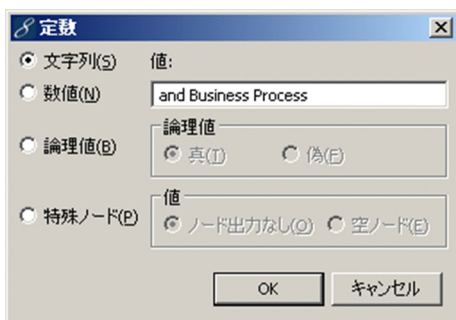 定数
文字列(S) 値:
数値(N) and Business Process
論理値
論理値(B) 真(T) 偽(F)
値
特殊ノード(P) ノード出力なし(O) 空ノード(E)
OK キャンセル